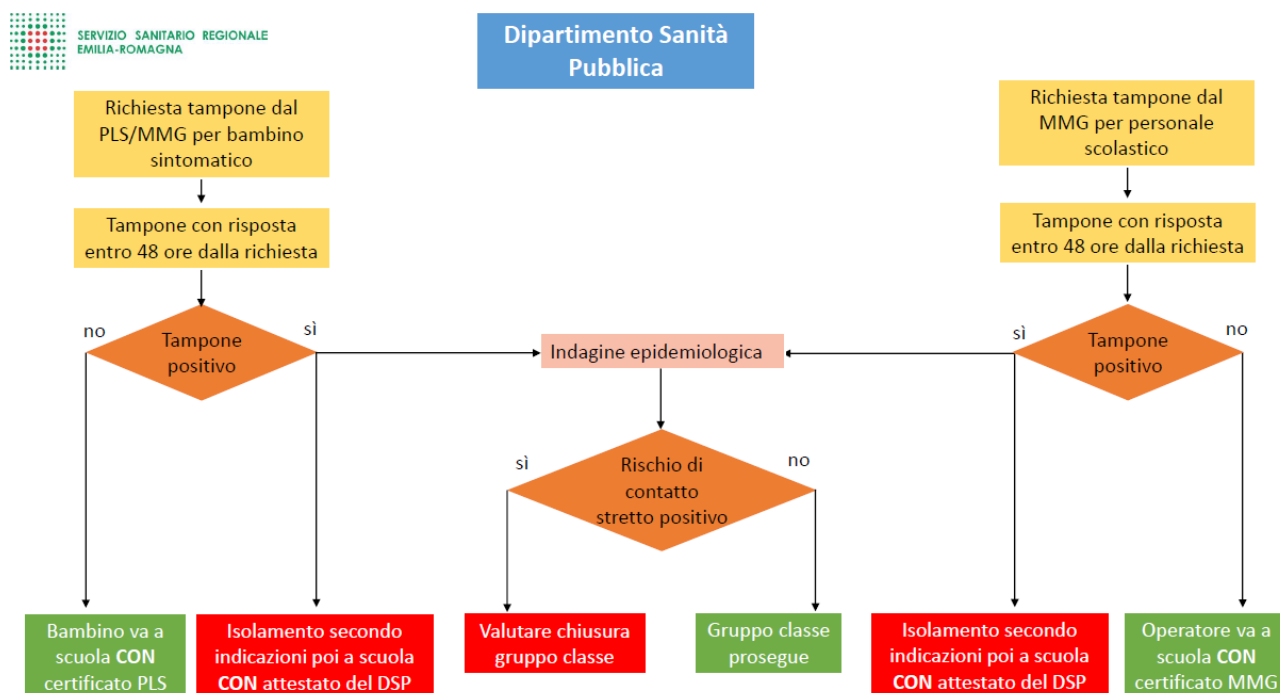 SERVIZIO SANITARIO REGIONALE
EMILIA-ROMAGNA
Dipartimento Sanità
Pubblica
Richiesta tampone dal
PLS/MMG per bambino
sintomatico
Richiesta tampone dal
MMG per personale
scolastico
Tampone con risposta
entro 48 ore dalla richiesta
Tampone con risposta
entro 48 ore dalla richiesta
no
Tampone
positivo
sì
Indagine epidemiologica
sì
Tampone
positivo
no
sì
Rischio di
contatto
stretto positivo
no
Bambino va a
scuola CON
certificato PLS
Isolamento secondo
indicazioni poi a scuola
CON attestato del DSP
Valutare chiusura
gruppo classe
Gruppo classe
prosegue
Isolamento secondo
indicazioni poi a scuola
CON attestato del DSP
Operatore va a
scuola CON
certificato MMG